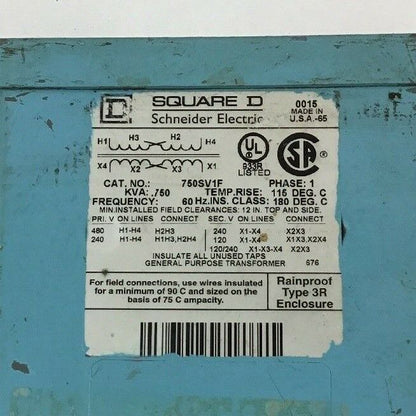 SQUARE D
Schneider Electric
0015
MADE IN
U.S.A.-65
H1 H3 H2 H4
X4 X2 X3 X1
UL
933R
LISTED
CAT. NO.: 750SV1F PHASE: 1
KVA: .750 TEMP.RISE: 115 DEG. C
FREQUENCY: 60 Hz. INS. CLASS: 180 DEG. C
MIN.INSTALLED FIELD CLEARANCES: 12 IN. TOP AND SIDE.
PRI. V ON LINES CONNECT SEC. V ON LINES CONNECT
480 H1-H4 H2H3 240 X1-X4 X2X3
240 H1-H4 H1H3,H2H4 120 X1-X4 X1X3,X2X4
120/240 X1-X3-X4 X2X3
INSULATE ALL UNUSED TAPS
GENERAL PURPOSE TRANSFORMER 676
For field connections, use wires insulated
for a minimum of 90 C and sized on the
basis of 75 C ampacity.
Rainproof
Type 3R
Enclosure